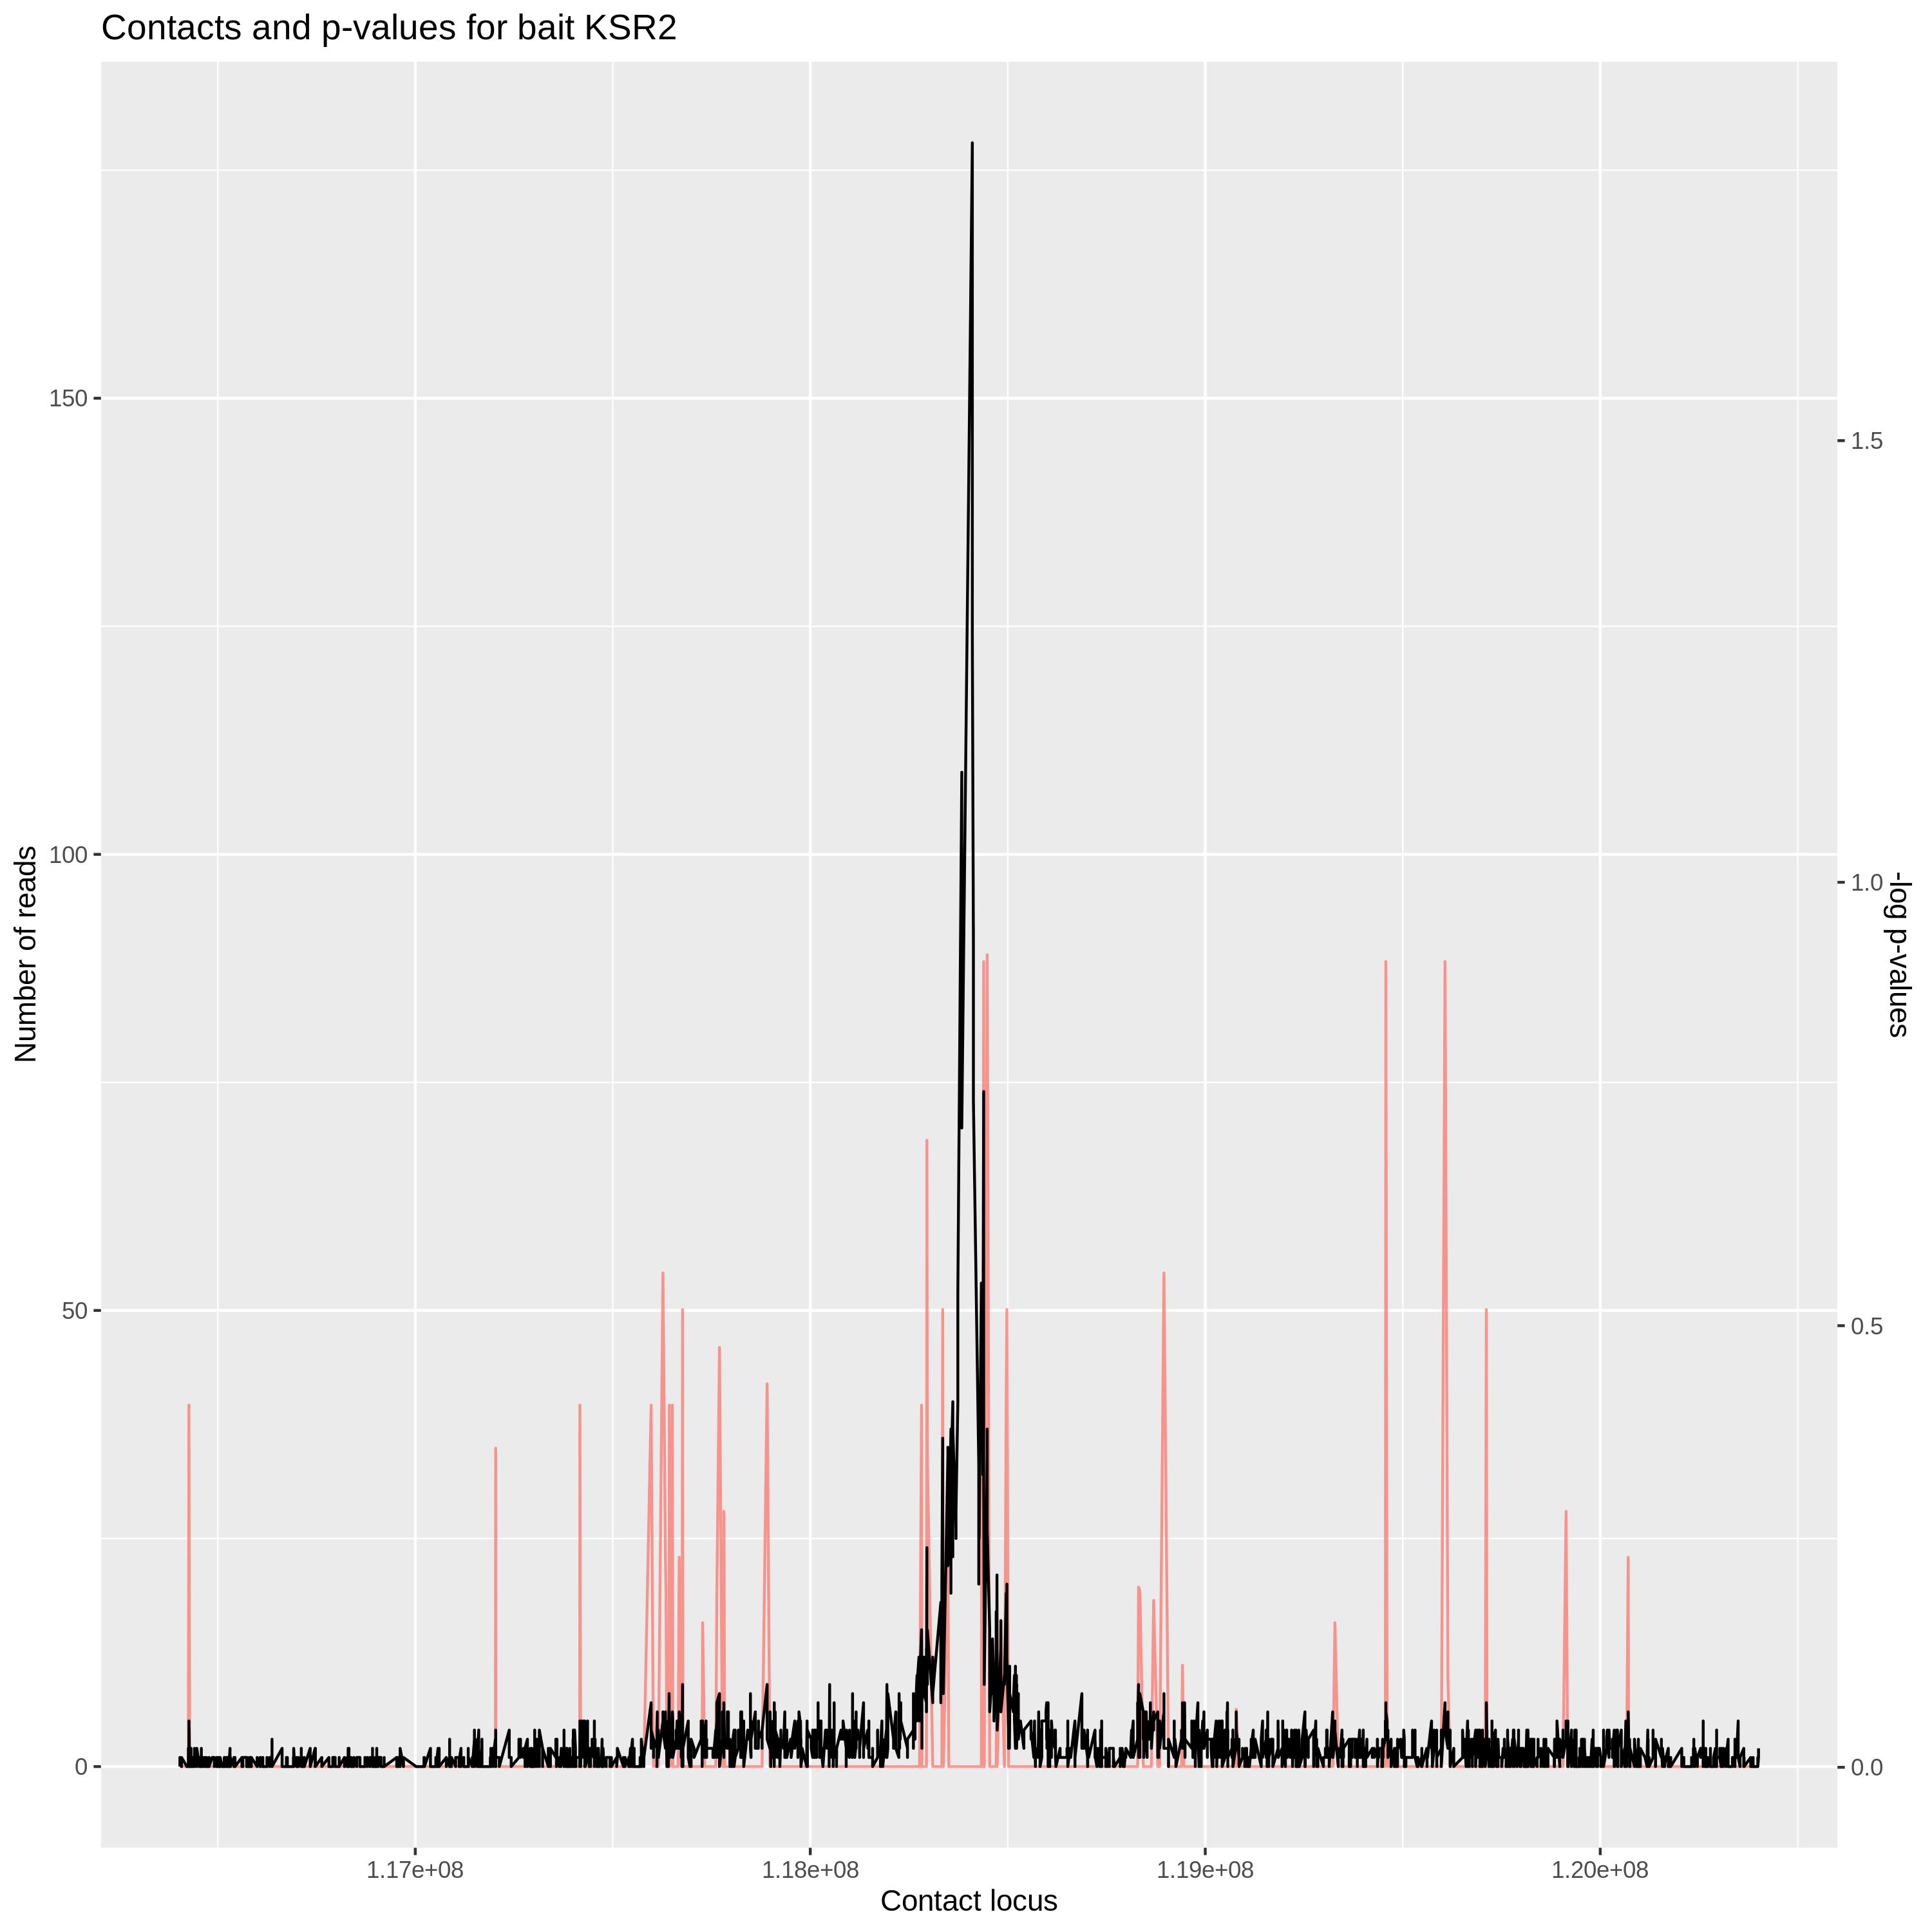 Contacts and p-values for bait KSR2
Number of reads
150
100
50
0
1.5
1.0
0.5
0.0
-log p-values
1.17e+08
1.18e+08
1.19e+08
1.20e+08
Contact locus